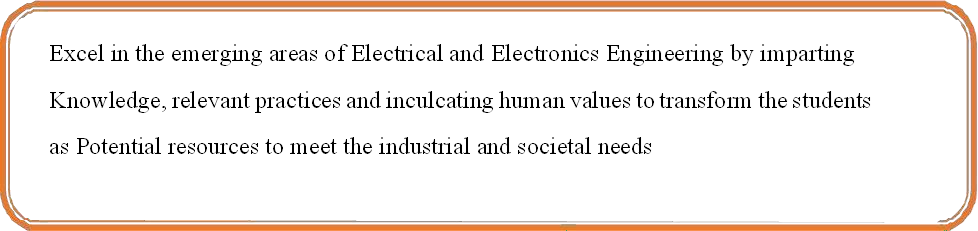 Excel in the emerging areas of Electrical and Electronics Engineering by imparting
Knowledge, relevant practices and inculcating human values to transform the students
as Potential resources to meet the industrial and societal needs